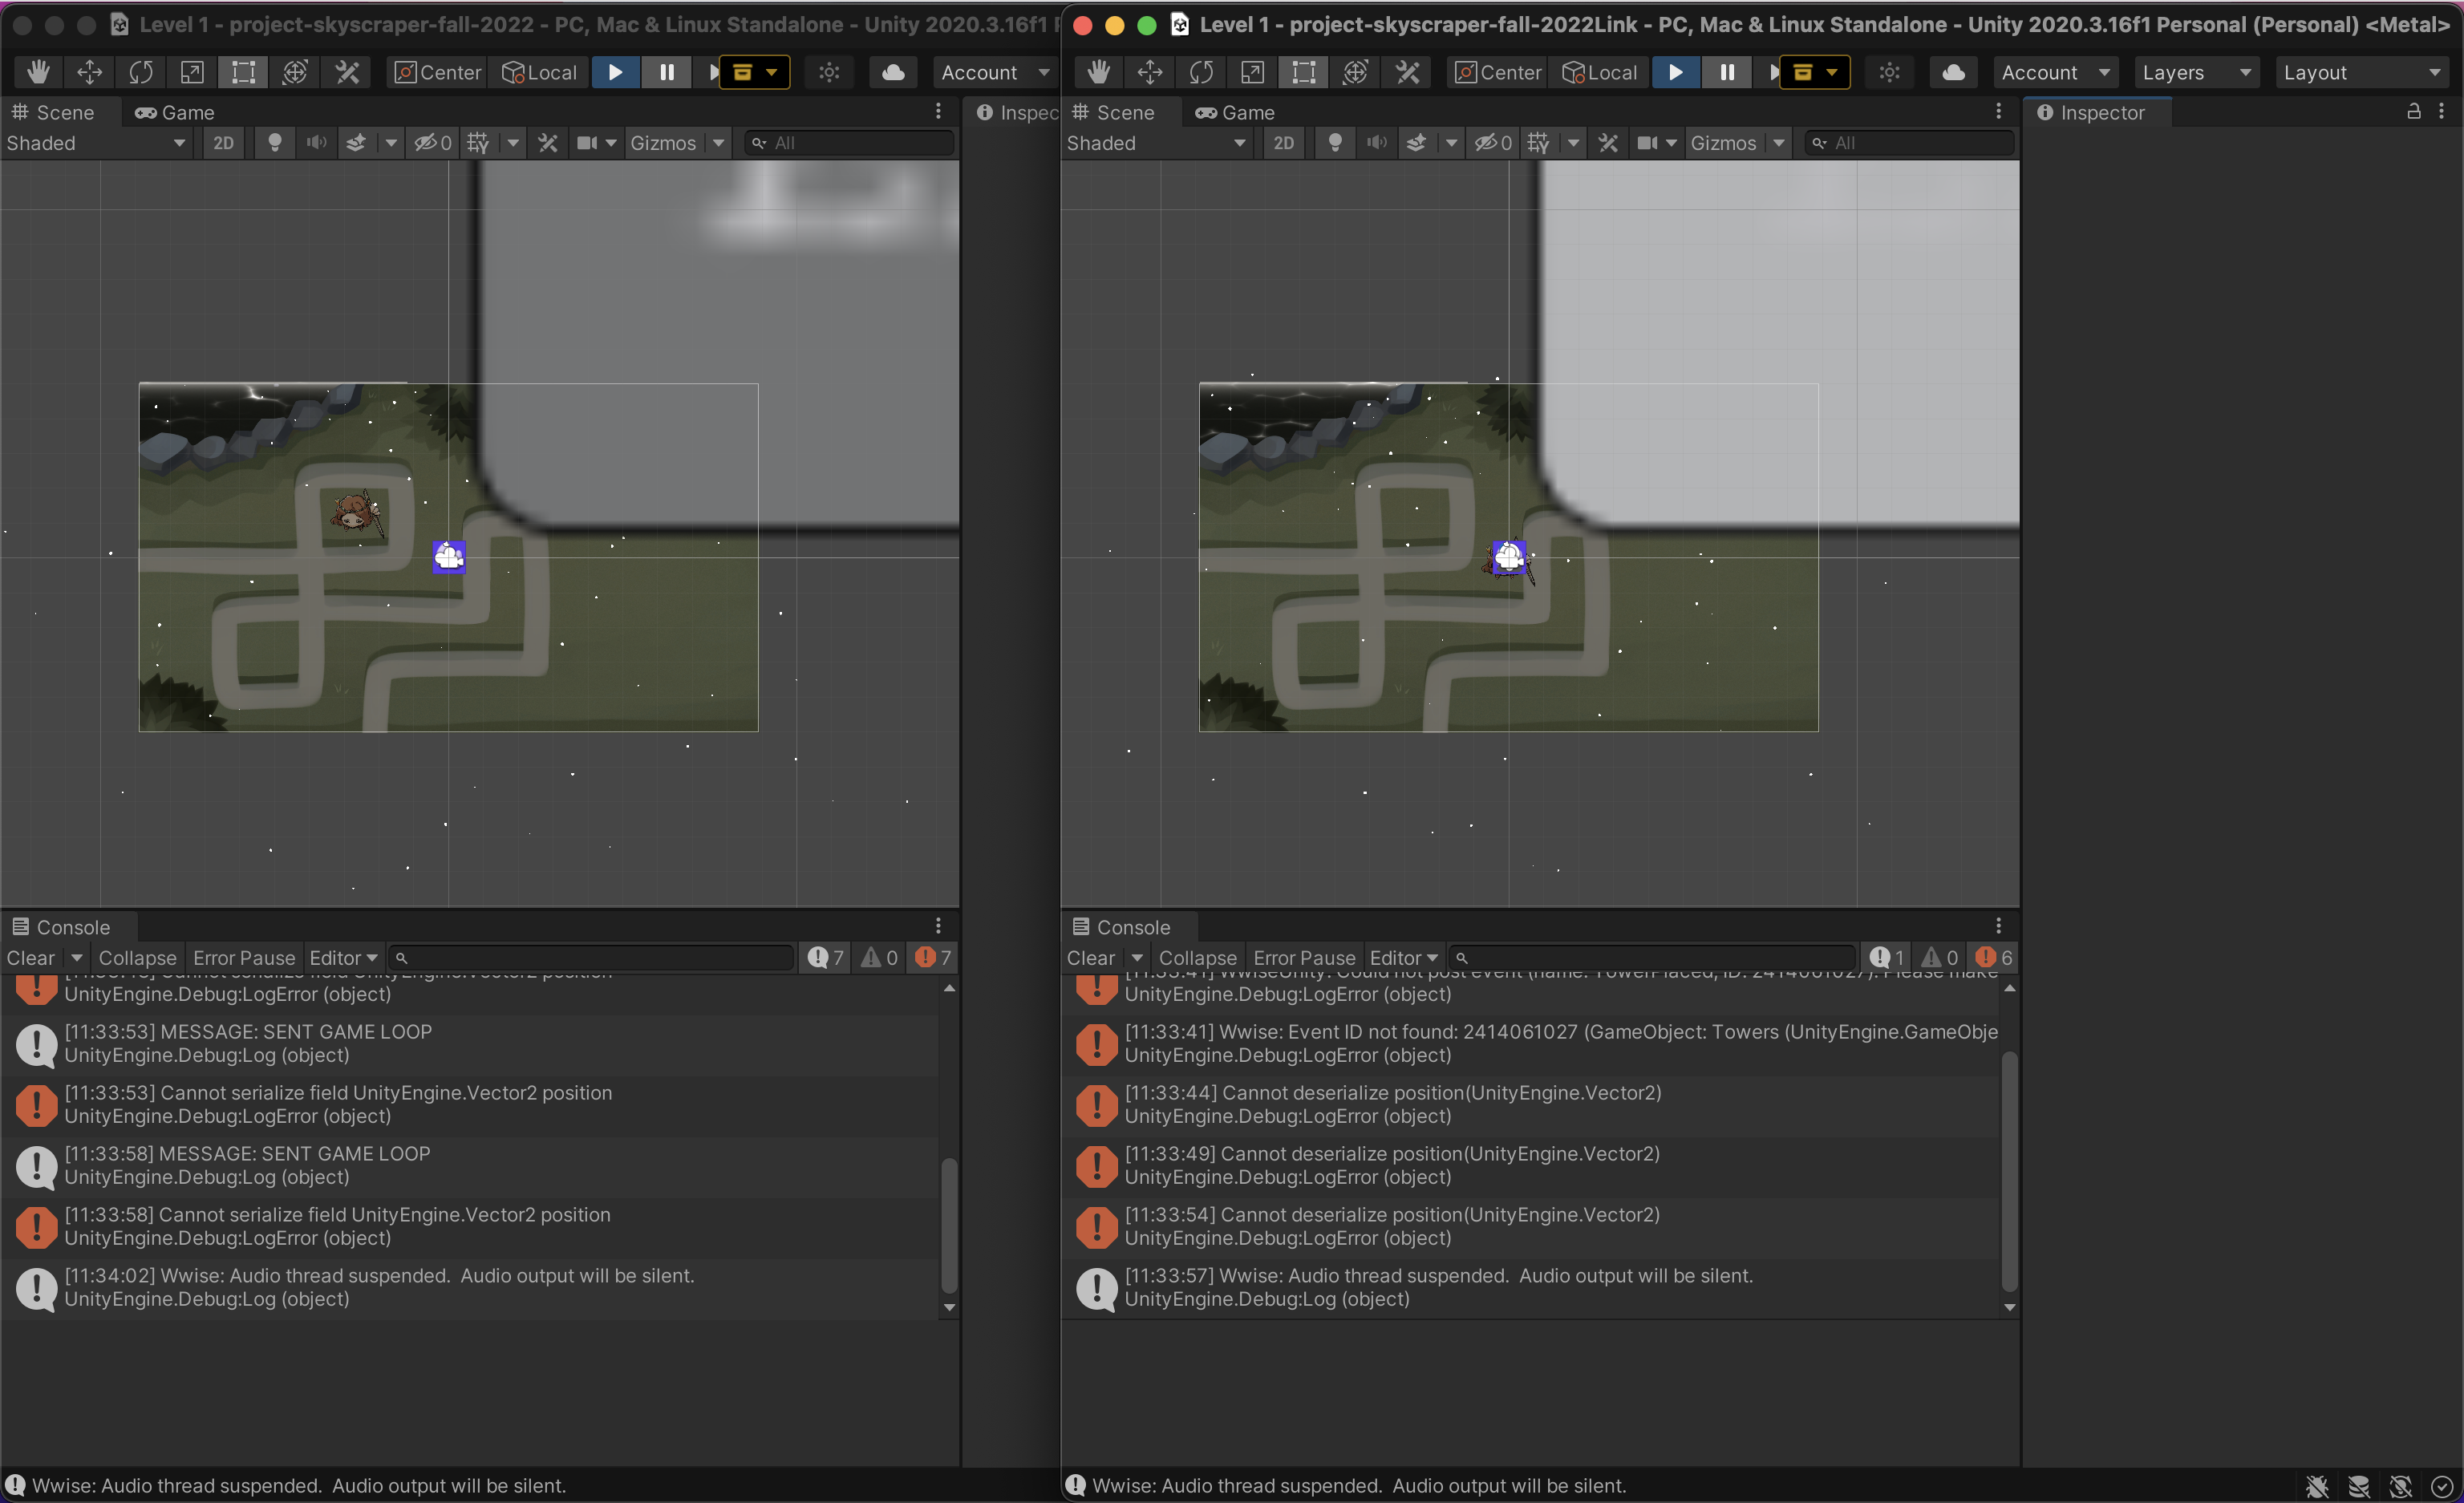 Level 1 - project-skyscraper-fall-2022 - PC, Mac & Linux Standalone - Unity 2020.3.16f1
Center
Local
Account
Scene
Game
Inspec
Shaded
2D
0
Gizmos
All
Console
Clear
Collapse
Error Pause
Editor
7
0
7
Cannot serialize field UnityEngine.Vector2 position
UnityEngine.Debug:LogError (object)
[11:33:53] MESSAGE: SENT GAME LOOP
UnityEngine.Debug:Log (object)
[11:33:53] Cannot serialize field UnityEngine.Vector2 position
UnityEngine.Debug:LogError (object)
[11:33:58] MESSAGE: SENT GAME LOOP
UnityEngine.Debug:Log (object)
[11:33:58] Cannot serialize field UnityEngine.Vector2 position
UnityEngine.Debug:LogError (object)
[11:34:02] Wwise: Audio thread suspended.  Audio output will be silent.
UnityEngine.Debug:Log (object)
Wwise: Audio thread suspended.  Audio output will be silent.
Level 1 - project-skyscraper-fall-2022Link - PC, Mac & Linux Standalone - Unity 2020.3.16f1 Personal (Personal) <Metal>
Center
Local
Account
Layers
Layout
Scene
Game
Inspector
Shaded
2D
0
Gizmos
All
Console
Clear
Collapse
Error Pause
Editor
1
0
6
[11:33:41] WwiseUnity: Could not post event (name: TowerPlaced, ID: 2414061027). Please make
UnityEngine.Debug:LogError (object)
[11:33:41] Wwise: Event ID not found: 2414061027 (GameObject: Towers (UnityEngine.GameObje
UnityEngine.Debug:LogError (object)
[11:33:44] Cannot deserialize position(UnityEngine.Vector2)
UnityEngine.Debug:LogError (object)
[11:33:49] Cannot deserialize position(UnityEngine.Vector2)
UnityEngine.Debug:LogError (object)
[11:33:54] Cannot deserialize position(UnityEngine.Vector2)
UnityEngine.Debug:LogError (object)
[11:33:57] Wwise: Audio thread suspended.  Audio output will be silent.
UnityEngine.Debug:Log (object)
Wwise: Audio thread suspended.  Audio output will be silent.